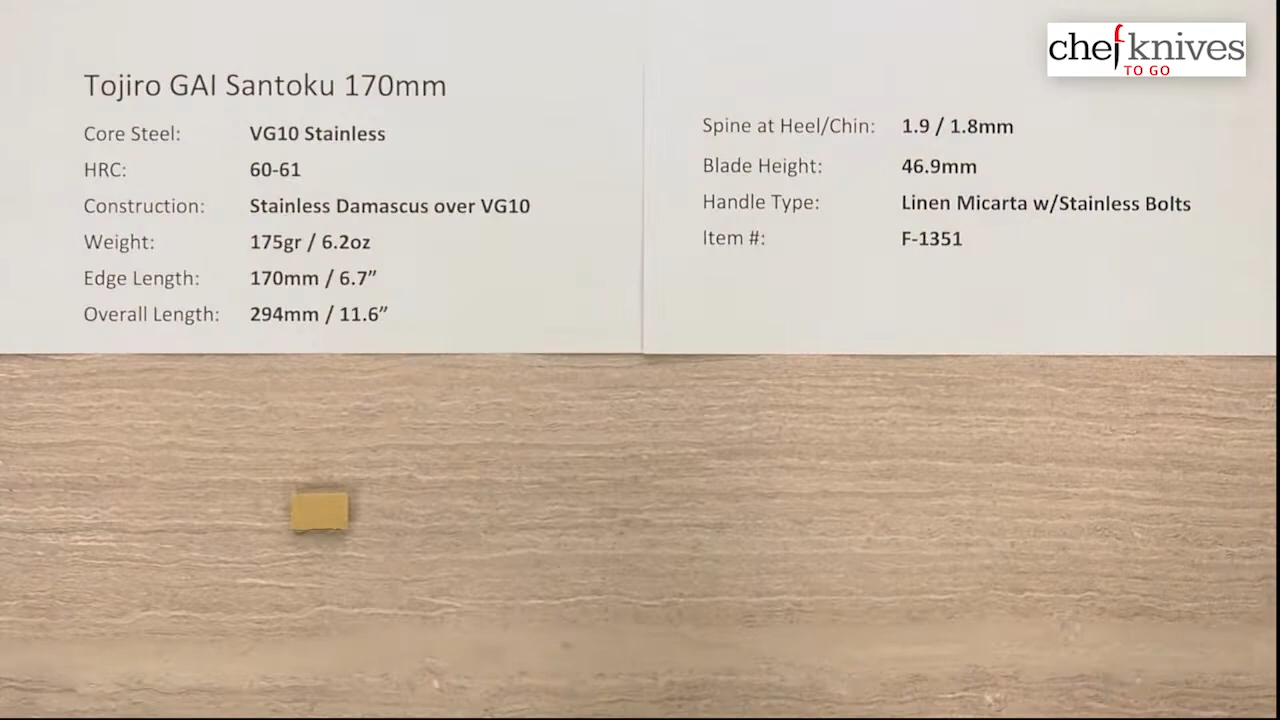 chef knives
TO GO
Tojiro GAI Santoku 170mm
Core Steel: VG10 Stainless
HRC: 60-61
Construction: Stainless Damascus over VG10
Weight: 175gr / 6.2oz
Edge Length: 170mm / 6.7”
Overall Length: 294mm / 11.6”
Spine at Heel/Chin: 1.9 / 1.8mm
Blade Height: 46.9mm
Handle Type: Linen Micarta w/Stainless Bolts
Item #: F-1351